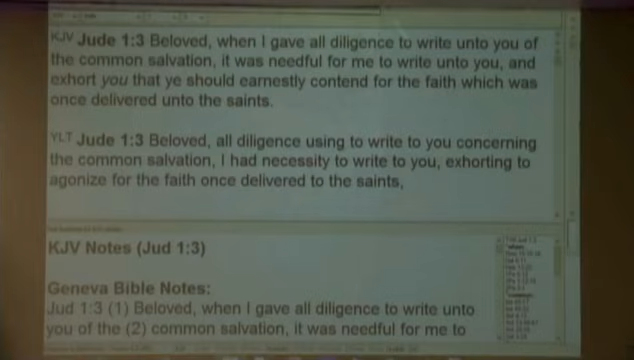 KJV Jude 1:3 Beloved, when I gave all diligence to write unto you of
the common salvation, it was needful for me to write unto you, and
exhort you that ye should earnestly contend for the faith which was
once delivered unto the saints.
YLT Jude 1:3 Beloved, all diligence using to write to you concerning
the common salvation, I had necessity to write to you, exhorting to
agonize for the faith once delivered to the saints,
KJV Notes (Jud 1:3)
Geneva Bible Notes:
Jud 1:3 (1) Beloved, when I gave all diligence to write unto
you of the (2) common salvation, it was needful for me to